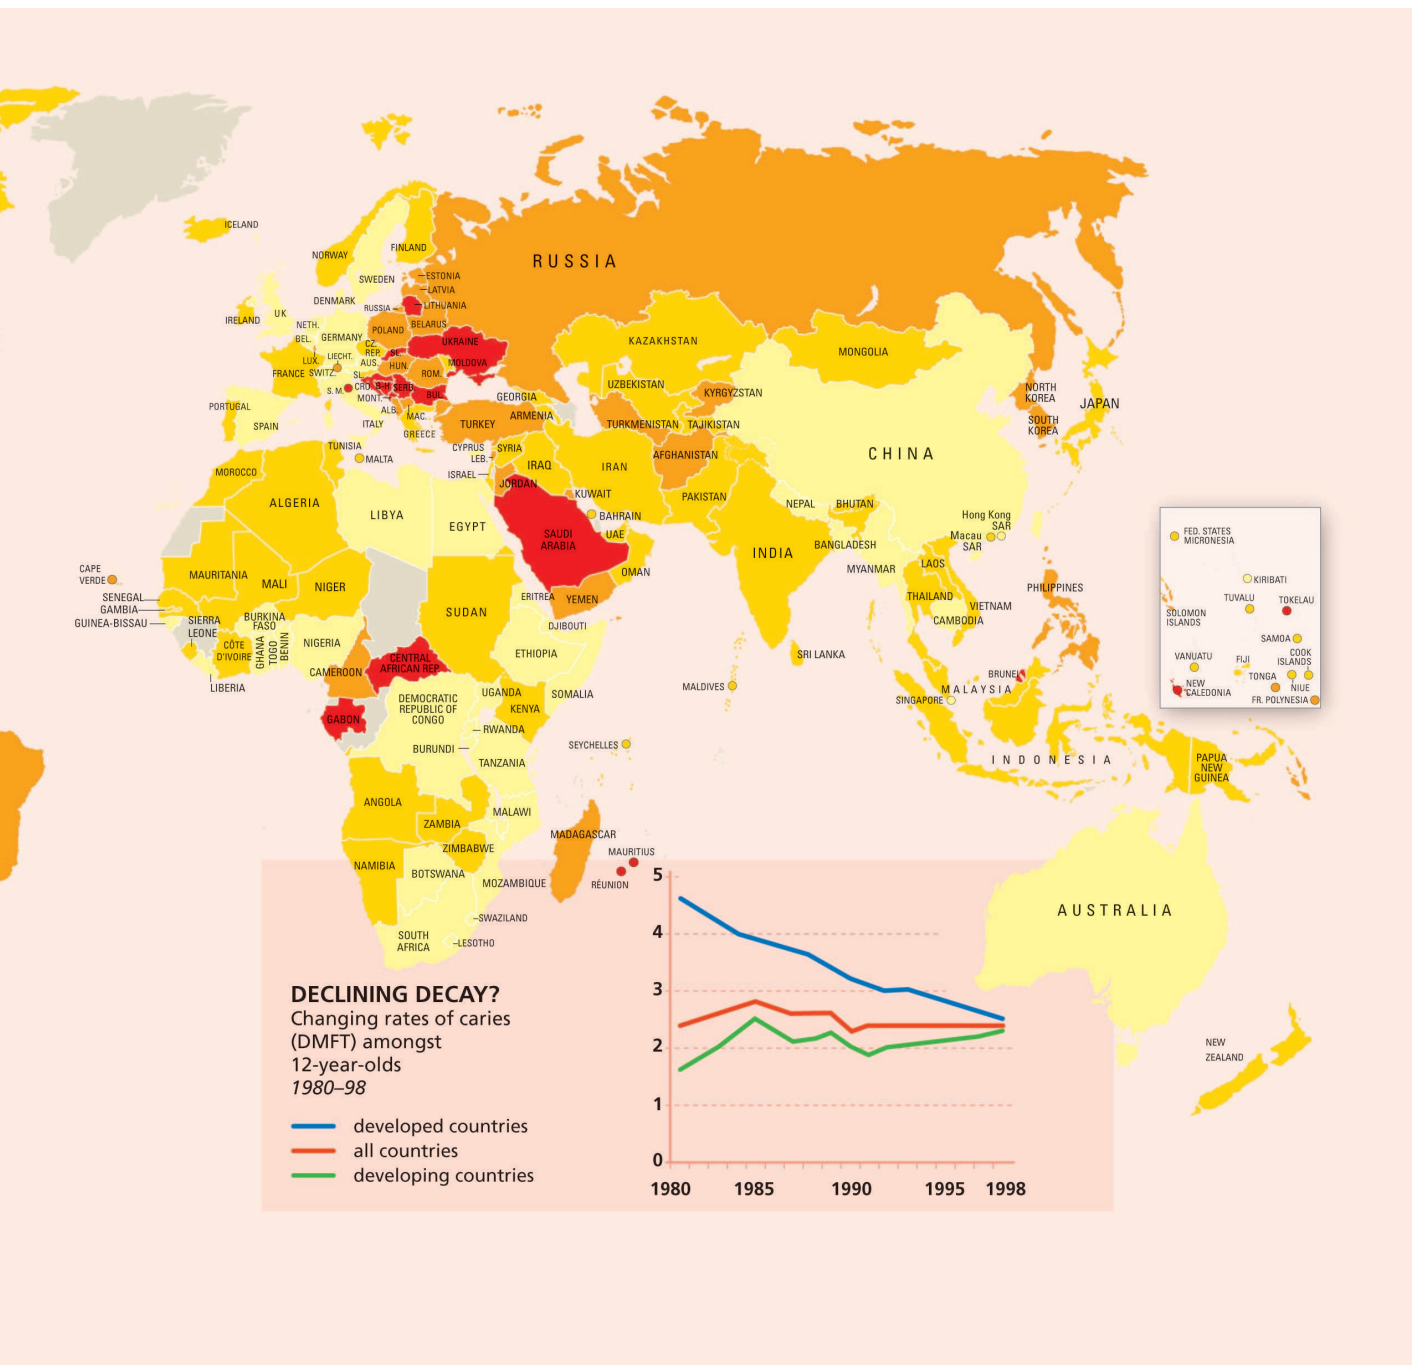 ICELAND
NORWAY
FINLAND
SWEDEN
RUSSIA
ESTONIA
LATVIA
LITHUANIA
RUSSIA
DENMARK
IRELAND
UK
NETH.
BEL.
GERMANY
POLAND
BELARUS
LUX.
LIECHT.
CZ.
REP.
AUS.
SL.
UKRAINE
MOLDOVA
FRANCE
SWITZ.
HUN.
ROM.
S.M.
SL.
CRO.
B-H.
SERB.
BUL.
MONT.
ALB.
MAC.
PORTUGAL
SPAIN
ITALY
GREECE
GEORGIA
ARMENIA
TURKEY
KAZAKHSTAN
MONGOLIA
UZBEKISTAN
KYRGYZSTAN
TURKMENISTAN
TAJIKISTAN
NORTH
KOREA
SOUTH
KOREA
JAPAN
CHINA
TUNISIA
MALTA
CYPRUS
LEB.
ISRAEL
SYRIA
IRAQ
IRAN
AFGHANISTAN
JORDAN
KUWAIT
PAKISTAN
MOROCCO
ALGERIA
LIBYA
EGYPT
BAHRAIN
SAUDI
ARABIA
UAE
OMAN
NEPAL
BHUTAN
INDIA
BANGLADESH
MYANMAR
Hong Kong
SAR
Macau
SAR
LAOS
THAILAND
VIETNAM
CAMBODIA
PHILIPPINES
CAPE
VERDE
MAURITANIA
MALI
NIGER
SUDAN
ERITREA
YEMEN
DJIBOUTI
SENEGAL
GAMBIA
GUINEA-BISSAU
SIERRA
LEONE
BURKINA
FASO
CÔTE
D'IVOIRE
GHANA
TOGO
BENIN
NIGERIA
LIBERIA
CAMEROON
CENTRAL
AFRICAN REP.
ETHIOPIA
SOMALIA
SRI LANKA
MALDIVES
BRUNEI
MALAYSIA
SINGAPORE
INDONESIA
GABON
DEMOCRATIC
REPUBLIC OF
CONGO
UGANDA
KENYA
RWANDA
BURUNDI
TANZANIA
SEYCHELLES
PAPUA
NEW
GUINEA
ANGOLA
ZAMBIA
MALAWI
ZIMBABWE
NAMIBIA
BOTSWANA
MOZAMBIQUE
MADAGASCAR
MAURITIUS
RÉUNION
SWAZILAND
SOUTH
AFRICA
LESOTHO
AUSTRALIA
NEW
ZEALAND
FED. STATES
MICRONESIA
KIRIBATI
TUVALU
TOKELAU
SOLOMON
ISLANDS
SAMOA
COOK
ISLANDS
VANUATU
FIJI
TONGA
NIUE
NEW
CALEDONIA
FR. POLYNESIA
DECLINING DECAY?
Changing rates of caries
(DMFT) amongst
12-year-olds
1980–98
developed countries
all countries
developing countries
5
4
3
2
1
0
1980 1985 1990 1995 1998